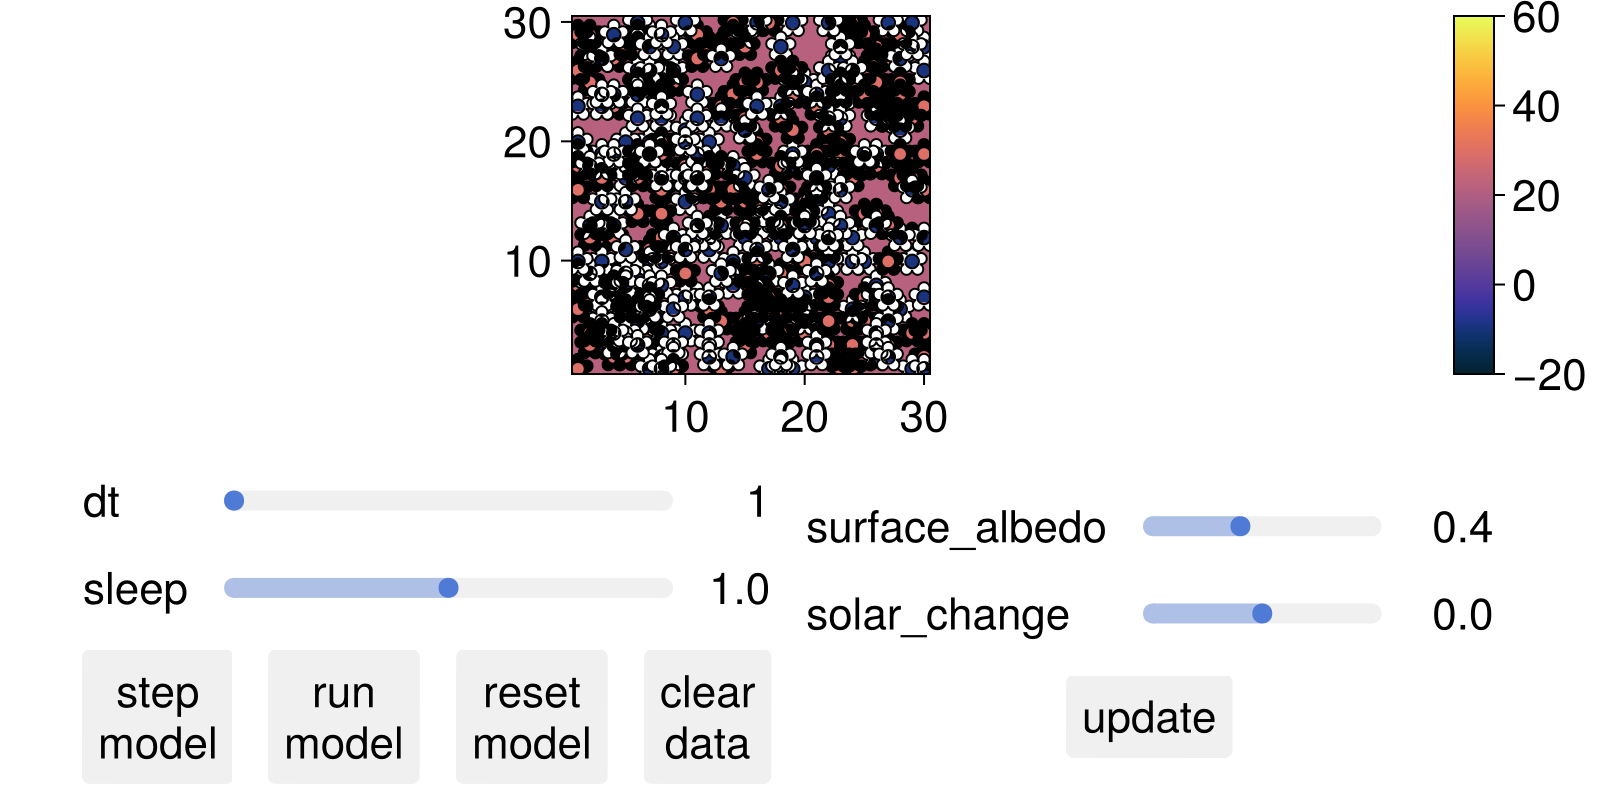 30
20
10
10
20
30
60
40
20
0
−20
dt
1
sleep
1.0
step
model
run
model
reset
model
clear
data
surface_albedo
0.4
solar_change
0.0
update